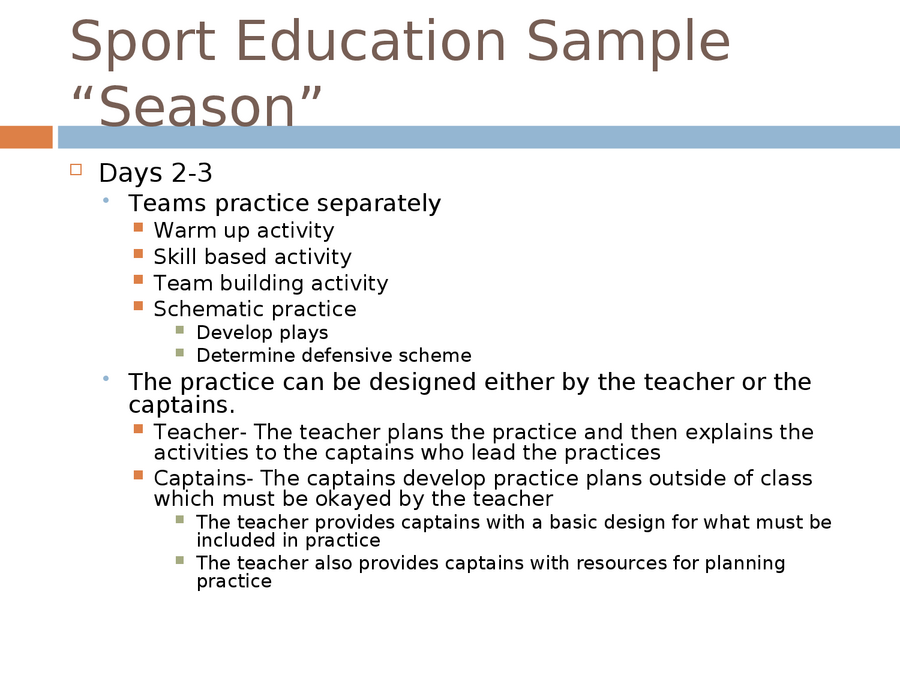 Sport Education Sample
“Season”
Days 2-3
Teams practice separately
Warm up activity
Skill based activity
Team building activity
Schematic practice
Develop plays
Determine defensive scheme
The practice can be designed either by the teacher or the
captains.
Teacher- The teacher plans the practice and then explains the
activities to the captains who lead the practices
Captains- The captains develop practice plans outside of class
which must be okayed by the teacher
The teacher provides captains with a basic design for what must be
included in practice
The teacher also provides captains with resources for planning
practice